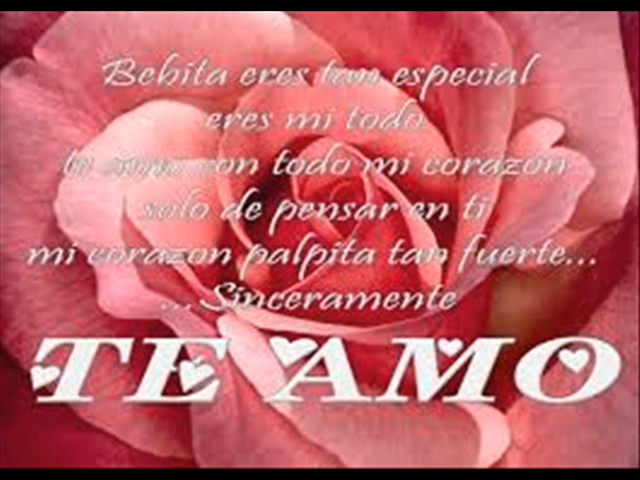 Bebita eres tan especial
eres mi todo
te amo con todo mi corazon
solo de pensar en ti
mi corazon palpita tan fuerte...
...Sinceramente
TE AMO